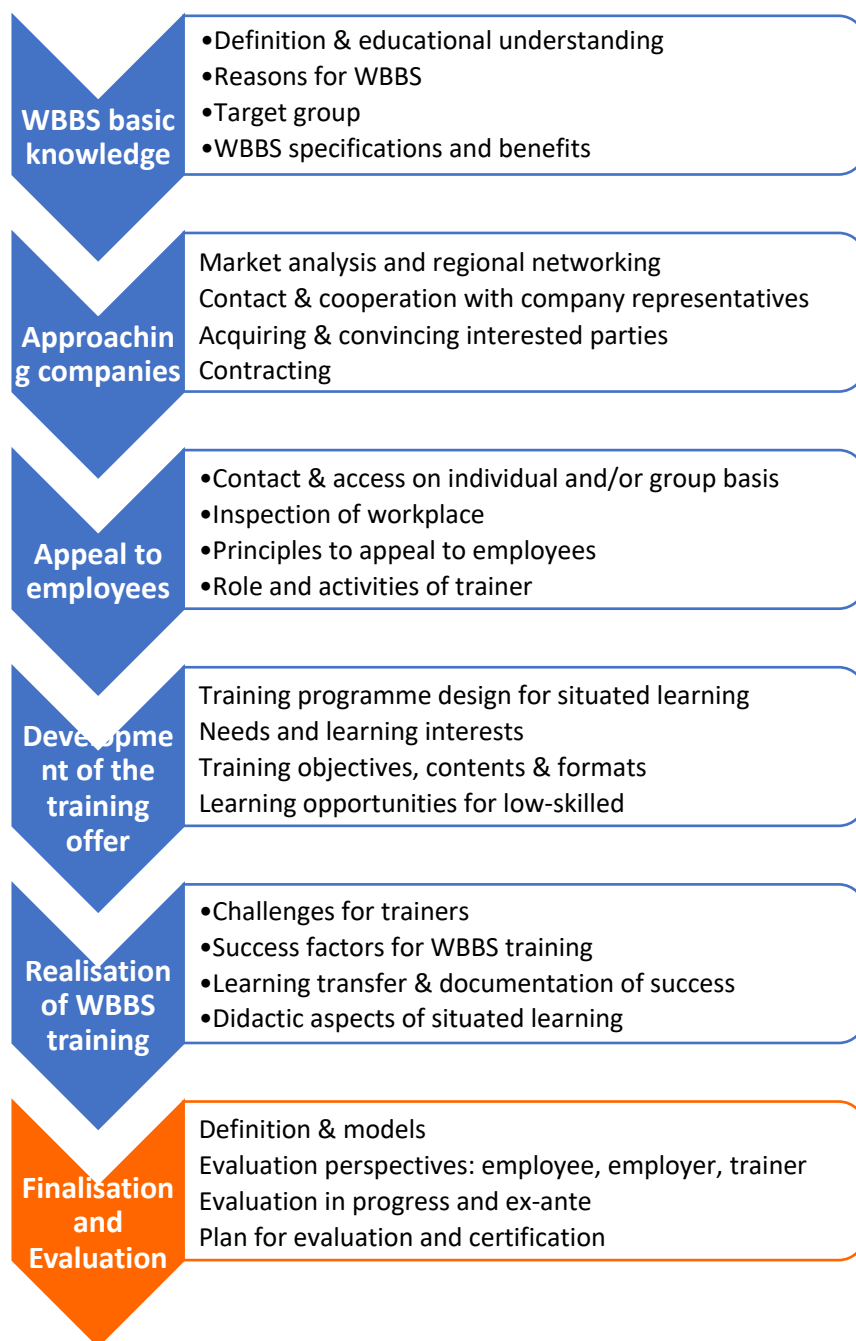 WBBS basic
knowledge
•Definition & educational understanding
•Reasons for WBBS
•Target group
•WBBS specifications and benefits
Approachin
g companies
Market analysis and regional networking
Contact & cooperation with company representatives
Acquiring & convincing interested parties
Contracting
Appeal to
employees
•Contact & access on individual and/or group basis
•Inspection of workplace
•Principles to appeal to employees
•Role and activities of trainer
Developme
nt of the
training
offer
Training programme design for situated learning
Needs and learning interests
Training objectives, contents & formats
Learning opportunities for low-skilled
Realisation
of WBBS
training
•Challenges for trainers
•Success factors for WBBS training
•Learning transfer & documentation of success
•Didactic aspects of situated learning
Finalisation
and
Evaluation
Definition & models
Evaluation perspectives: employee, employer, trainer
Evaluation in progress and ex-ante
Plan for evaluation and certification